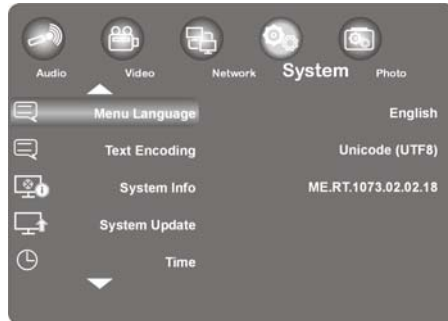 Audio Video Network System Photo
Menu Language English
Text Encoding Unicode (UTF8)
System Info ME.RT.1073.02.02.18
System Update
Time